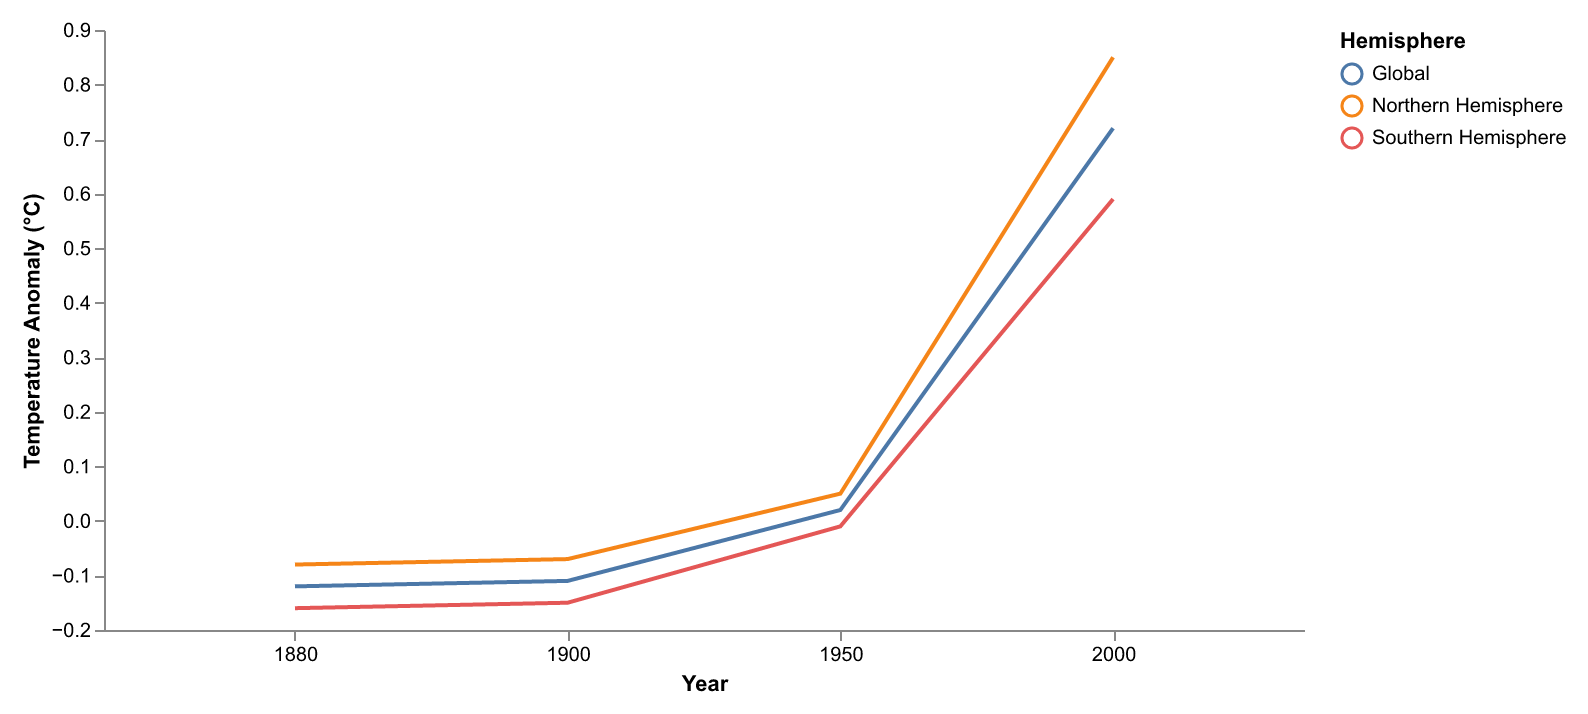 0.9
0.8
0.7
0.6
0.5
0.4
0.3
0.2
0.1
0.0
−0.1
−0.2
Temperature Anomaly (°C)
1880 1900 1950 2000
Year
Hemisphere
Global
Northern Hemisphere
Southern Hemisphere